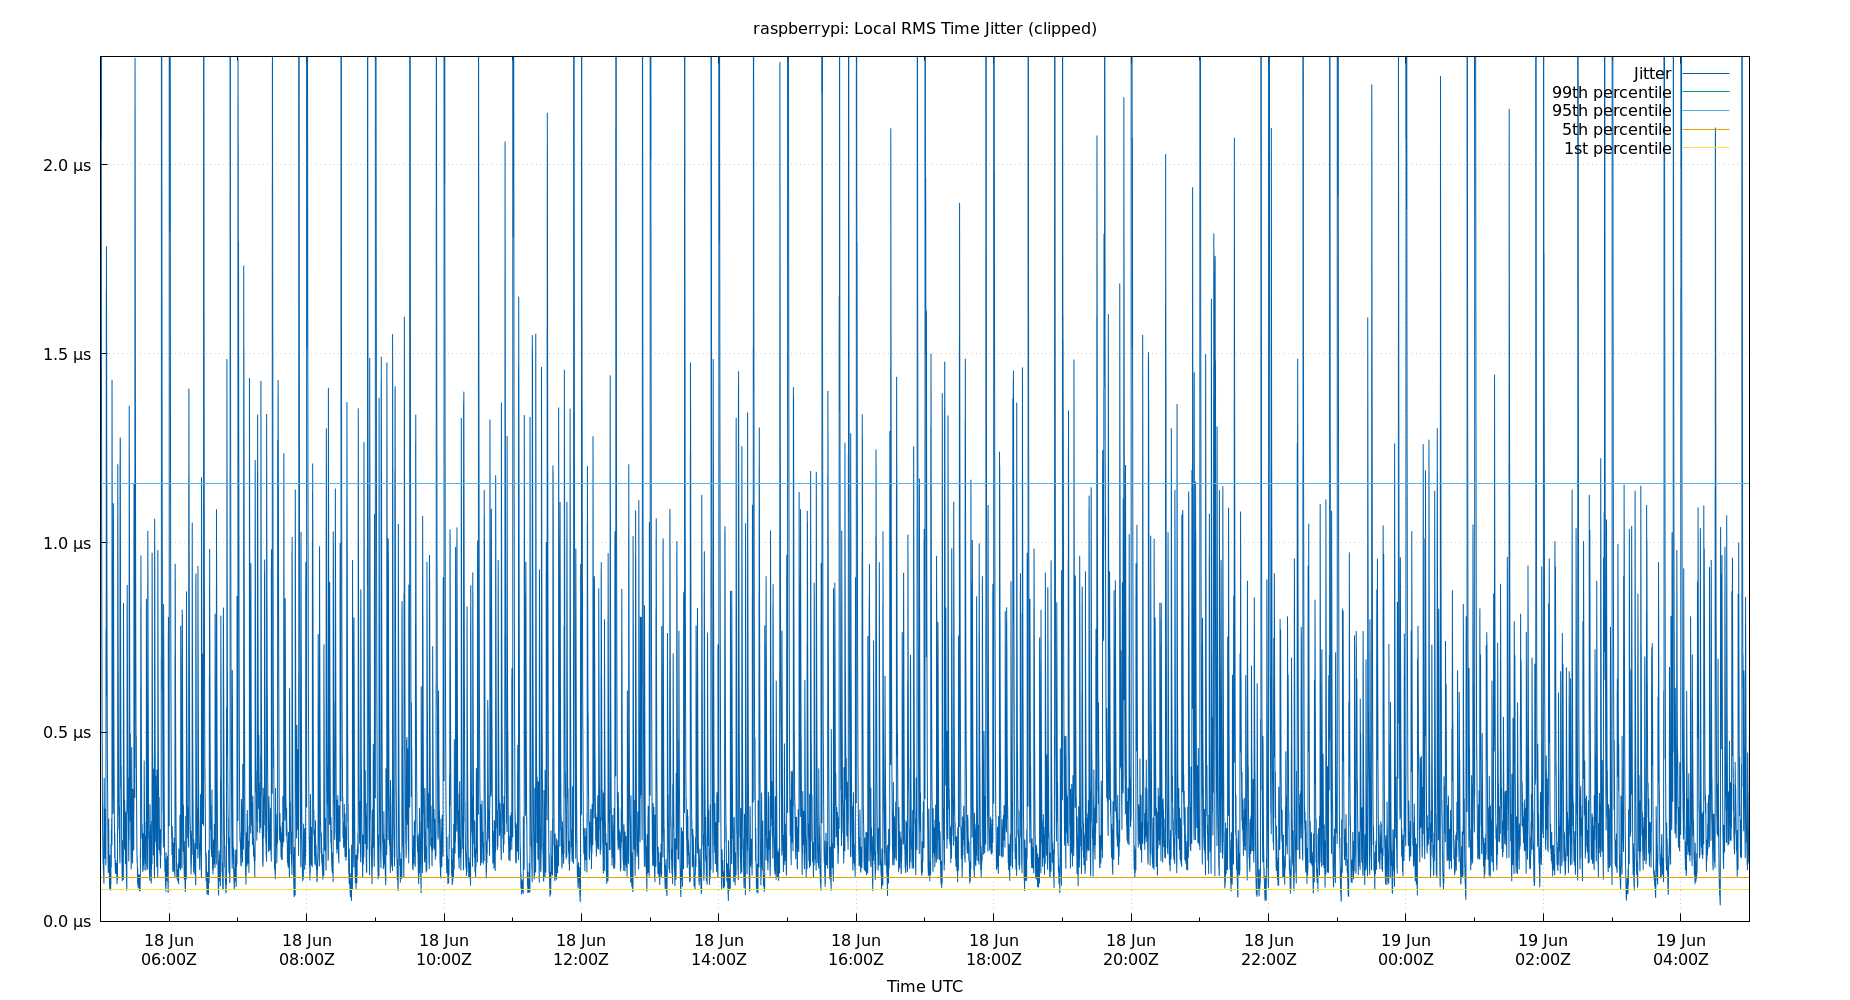 raspberrypi: Local RMS Time Jitter (clipped)
Jitter
99th percentile
95th percentile
5th percentile
1st percentile
2.0 µs
1.5 µs
1.0 µs
0.5 µs
0.0 µs
18 Jun 18 Jun 18 Jun 18 Jun 18 Jun 18 Jun 18 Jun 18 Jun 18 Jun 19 Jun 19 Jun 19 Jun
06:00Z 08:00Z 10:00Z 12:00Z 14:00Z 16:00Z 18:00Z 20:00Z 22:00Z 00:00Z 02:00Z 04:00Z
Time UTC